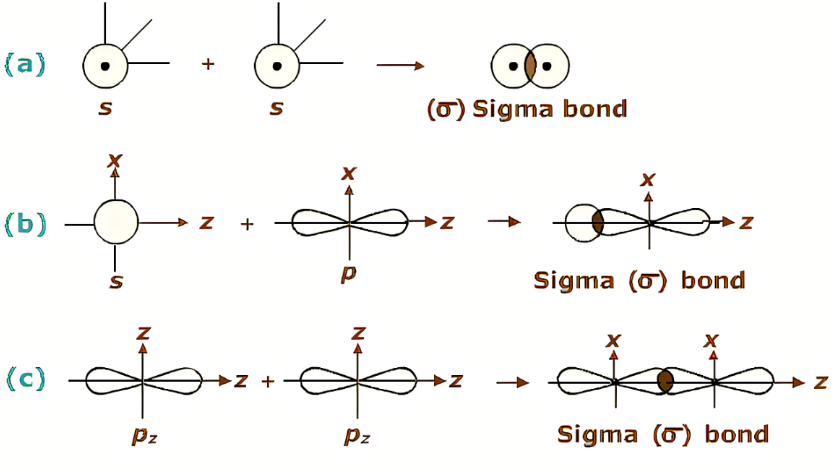 (a) + s s (σ) Sigma bond
(b) x z s + x z p x z Sigma (σ) bond
(c) z z pz + z z pz x x z Sigma (σ) bond